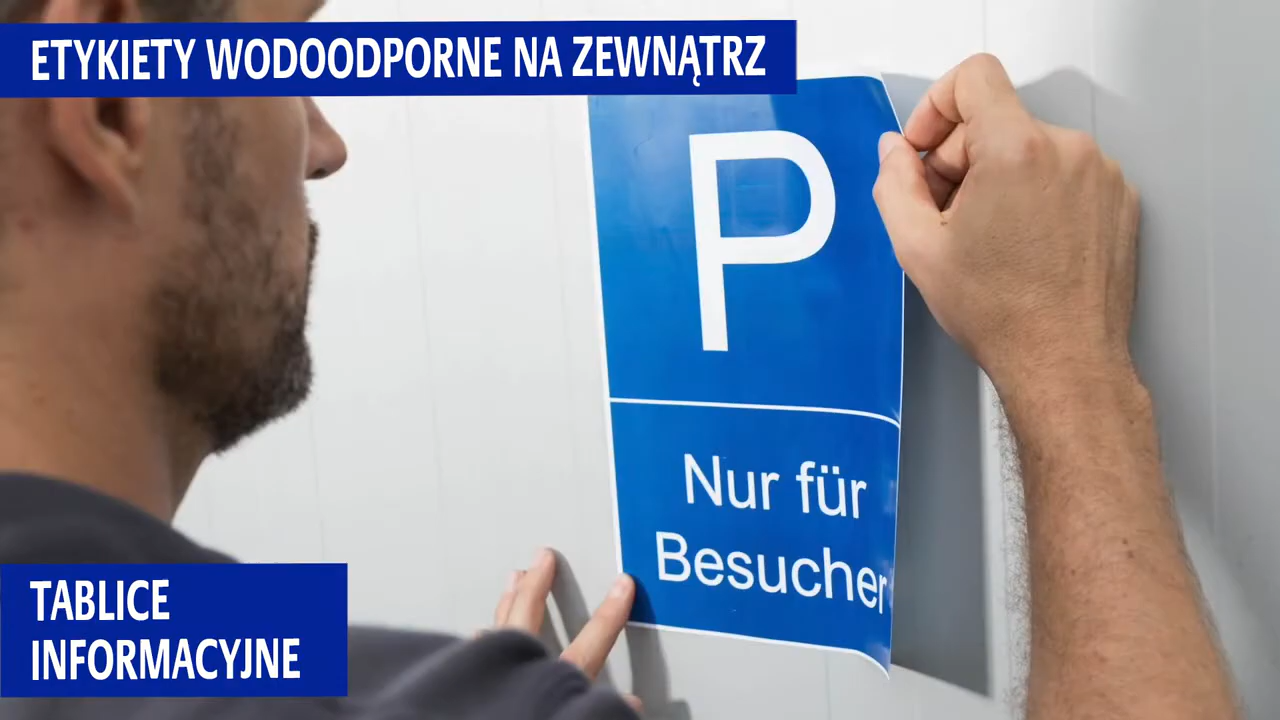 ETYKIETY WODOODPORNE NA ZEWNĄTRZ
P
Nur für
Besucher
TABLICE
INFORMACYJNE